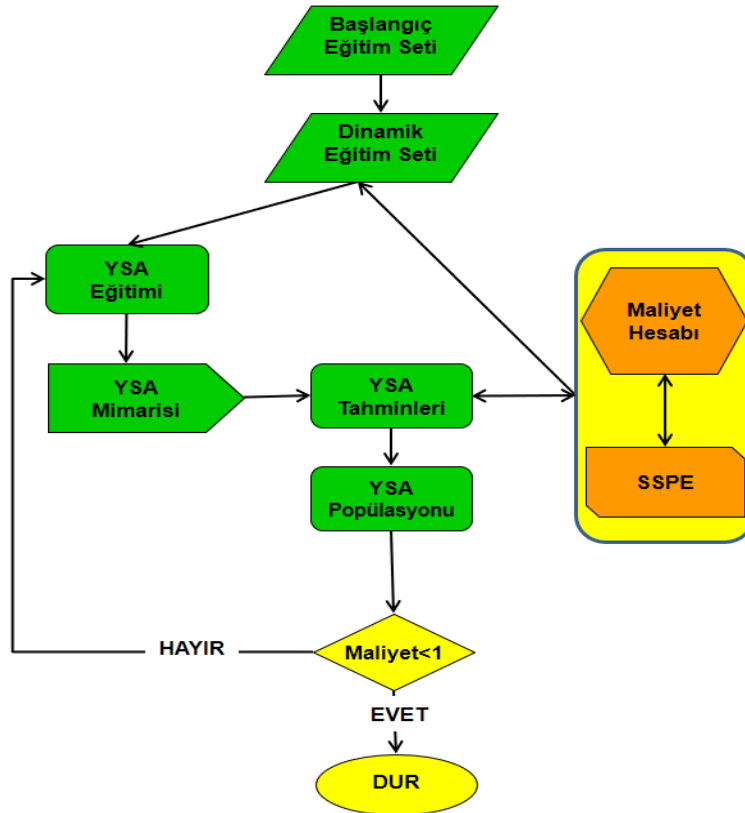 Başlangıç
Eğitim Seti
Dinamik
Eğitim Seti
YSA
Eğitimi
Maliyet
Hesabı
YSA
Mimarisi
YSA
Tahminleri
SSPE
YSA
Popülasyonu
HAYIR
Maliyet<1
EVET
DUR